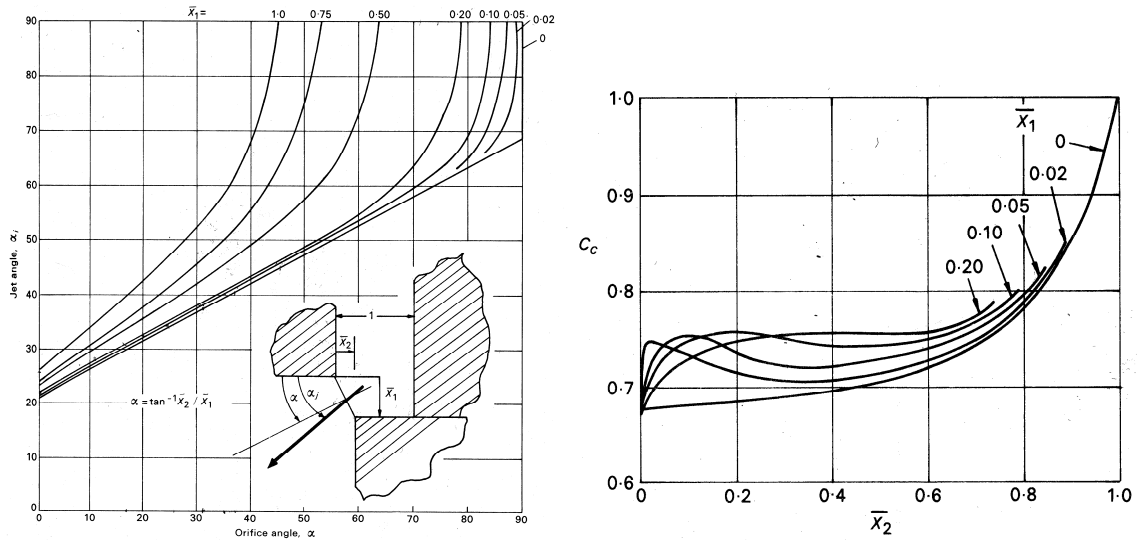 x̄₁= 1.0 0.75 0.50 0.20 0.10 0.05 0.02
0
90
80
70
60
50
40
30
20
10
0
Jet angle, αⱼ
1
x̄₂
α αⱼ x̄₁
α = tan⁻¹ x̄₂ / x̄₁
0 10 20 30 40 50 60 70 80 90
Orifice angle, α
1·0
0·9
0·8
0·7
0·6
C_c
x̄₁
0
0·02
0·05
0·10
0·20
0 0·2 0·4 0·6 0·8 1·0
x̄₂